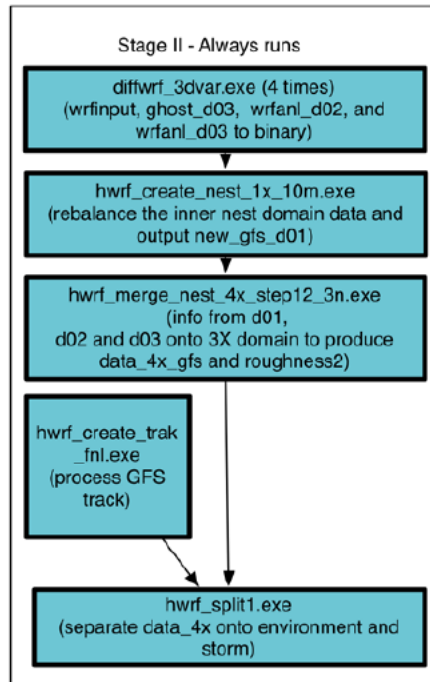 Stage II - Always runs
diffwrf_3dvar.exe (4 times)
(wrfinput, ghost_d03, wrfanl_d02, and
wrfanl_d03 to binary)
hwrf_create_nest_1x_10m.exe
(rebalance the inner nest domain data and
output new_gfs_d01)
hwrf_merge_nest_4x_step12_3n.exe
(info from d01,
d02 and d03 onto 3X domain to produce
data_4x_gfs and roughness2)
hwrf_create_trak
_fnl.exe
(process GFS
track)
hwrf_split1.exe
(separate data_4x onto environment and
storm)